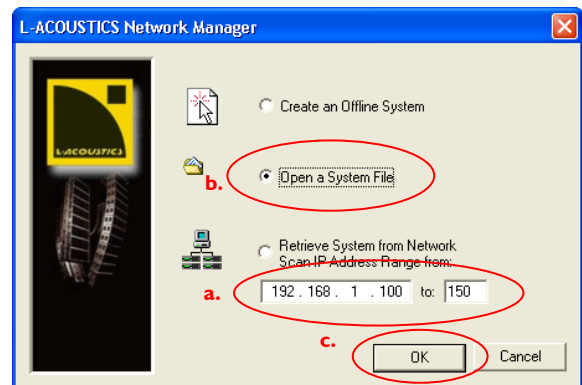 L-ACOUSTICS Network Manager
L-ACOUSTICS
Create an Offline System
b.
Open a System File
Retrieve System from Network
Scan IP Address Range from:
a.
192 . 168 . 1 . 100 to: 150
c.
OK Cancel